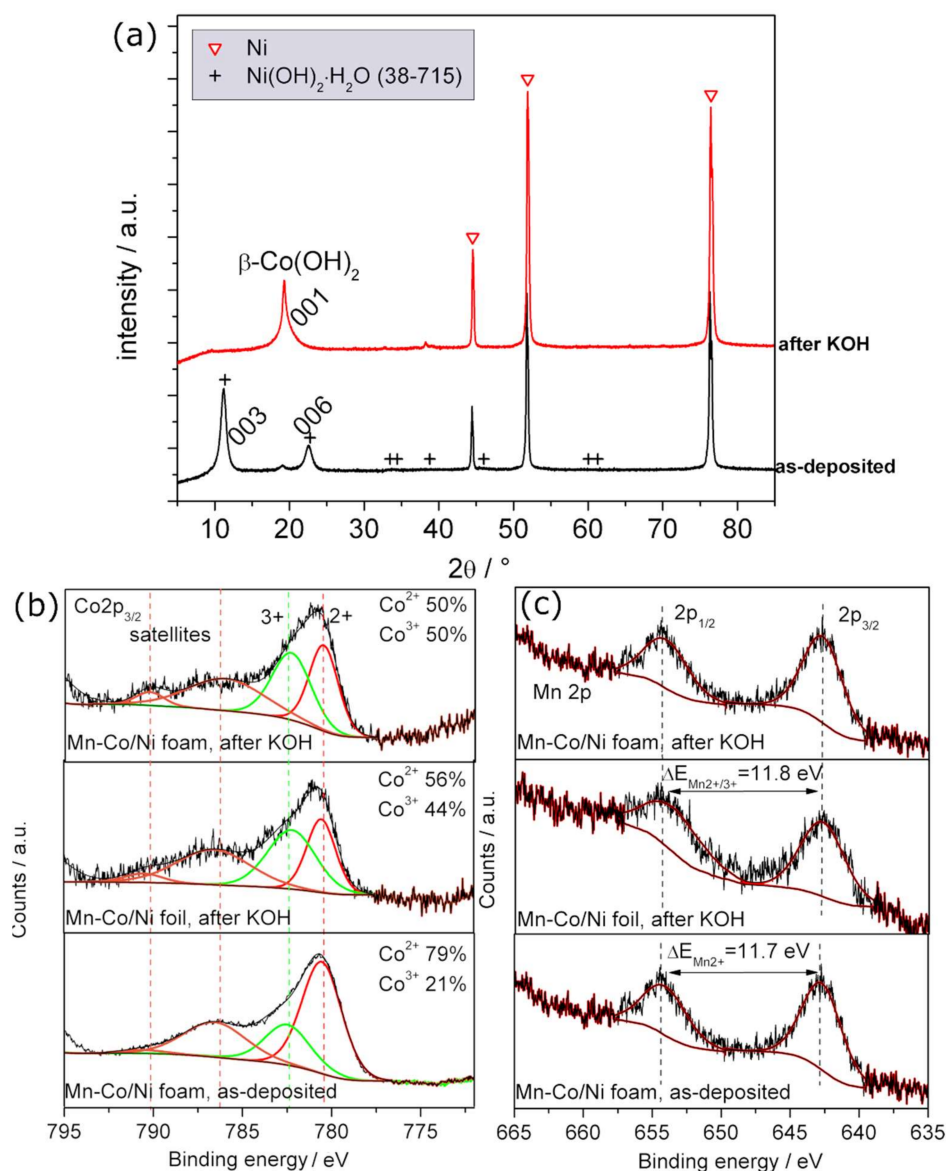 (a)
▽ Ni
+ Ni(OH)₂·H₂O (38-715)
intensity / a.u.
β-Co(OH)₂
001
after KOH
003
006
as-deposited
10 20 30 40 50 60 70 80
2θ / °
(b)
Co2p₃/₂
satellites
3+
2+
Co²⁺ 50%
Co³⁺ 50%
Mn-Co/Ni foam, after KOH
Co²⁺ 56%
Co³⁺ 44%
Mn-Co/Ni foil, after KOH
Co²⁺ 79%
Co³⁺ 21%
Mn-Co/Ni foam, as-deposited
Counts / a.u.
795 790 785 780 775
Binding energy / eV
(c)
2p₁/₂
2p₃/₂
Mn 2p
Mn-Co/Ni foam, after KOH
ΔE Mn2+/3+ =11.8 eV
Mn-Co/Ni foil, after KOH
ΔE Mn2+ =11.7 eV
Mn-Co/Ni foam, as-deposited
Counts / a.u.
665 660 655 650 645 640 635
Binding energy / eV